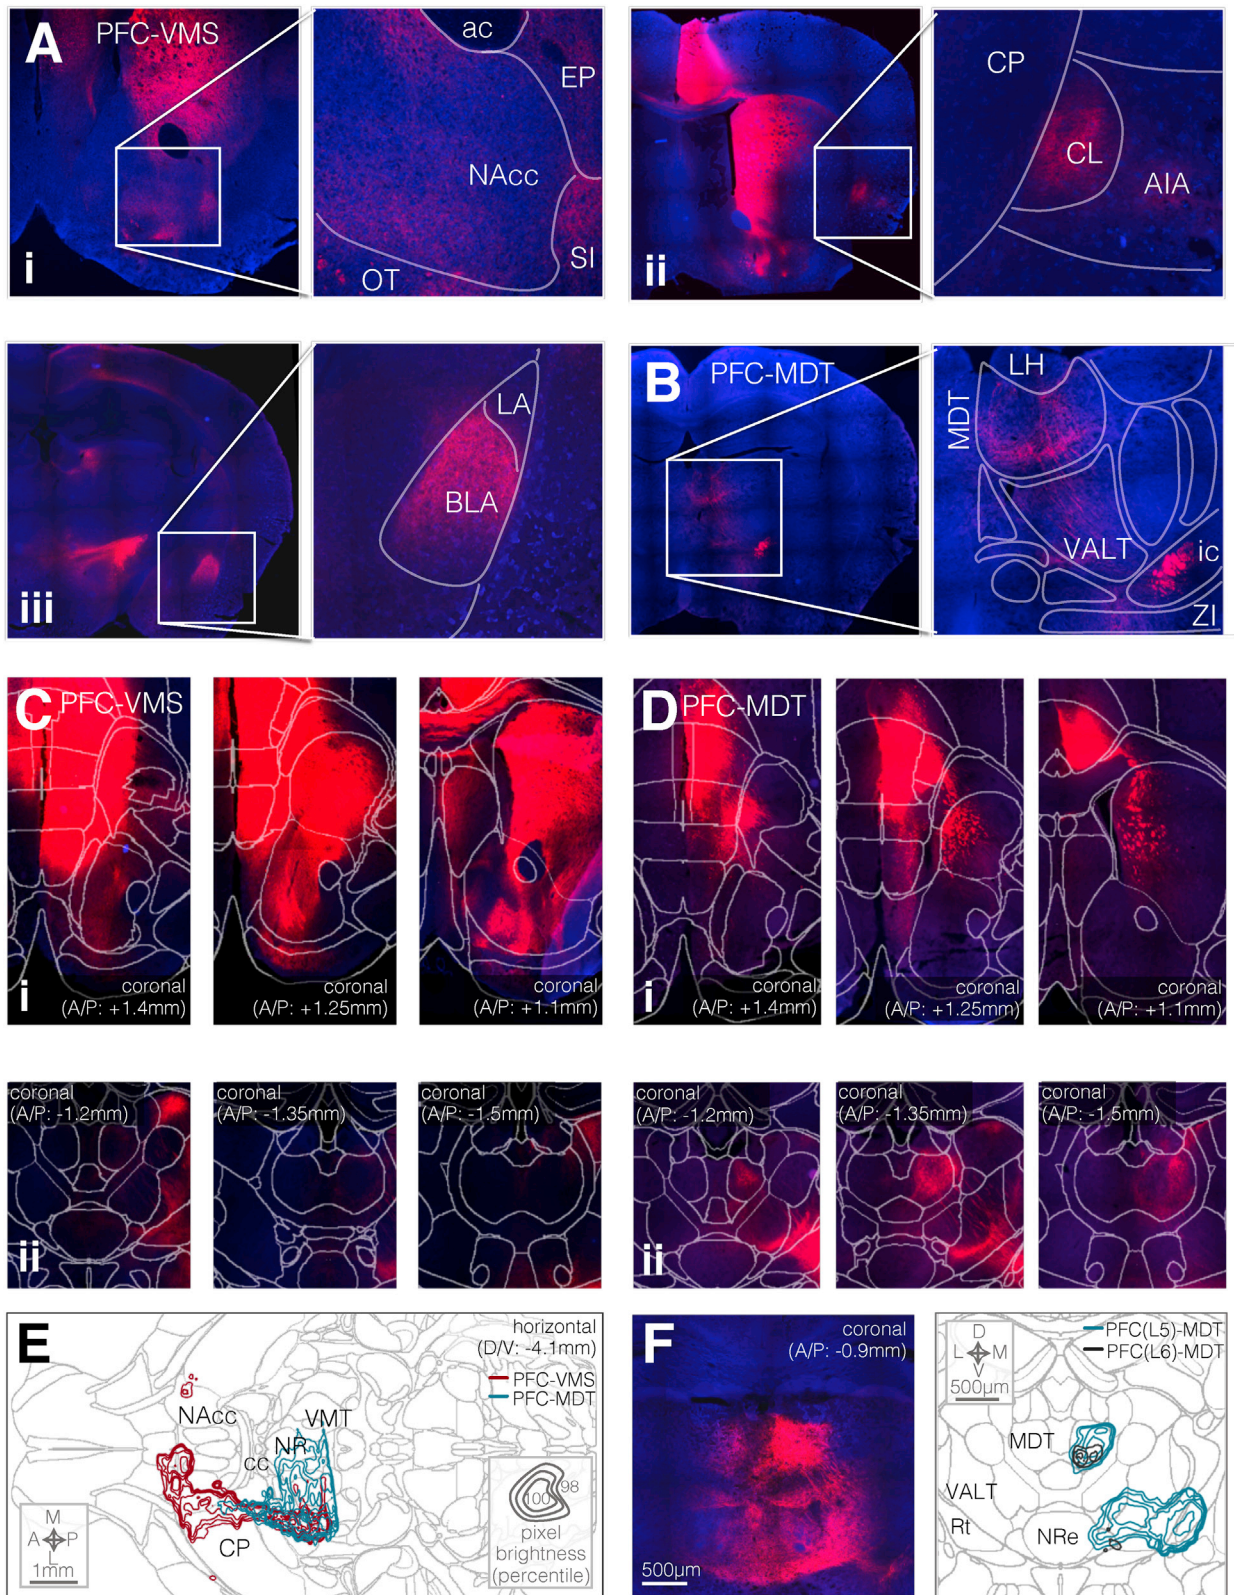 A PFC-VMS
ac
EP
NAcc
SI
OT
i
CP
CL
AIA
ii
LA
BLA
iii
B PFC-MDT
LH
MDT
VALT
ic
ZI
C PFC-VMS
i
coronal
(A/P: +1.4mm)
coronal
(A/P: +1.25mm)
coronal
(A/P: +1.1mm)
D PFC-MDT
i
coronal
(A/P: +1.4mm)
coronal
(A/P: +1.25mm)
coronal
(A/P: +1.1mm)
coronal
(A/P: -1.2mm)
coronal
(A/P: -1.35mm)
coronal
(A/P: -1.5mm)
ii
coronal
(A/P: -1.2mm)
coronal
(A/P: -1.35mm)
coronal
(A/P: -1.5mm)
ii
E
horizontal
(D/V: -4.1mm)
PFC-VMS
PFC-MDT
NAcc
VMT
NR
cc
CP
M
A P
L
1mm
100 98
pixel
brightness
(percentile)
F
coronal
(A/P: -0.9mm)
500µm
D
L M
V
500µm
PFC(L5)-MDT
PFC(L6)-MDT
MDT
VALT
Rt
NRe